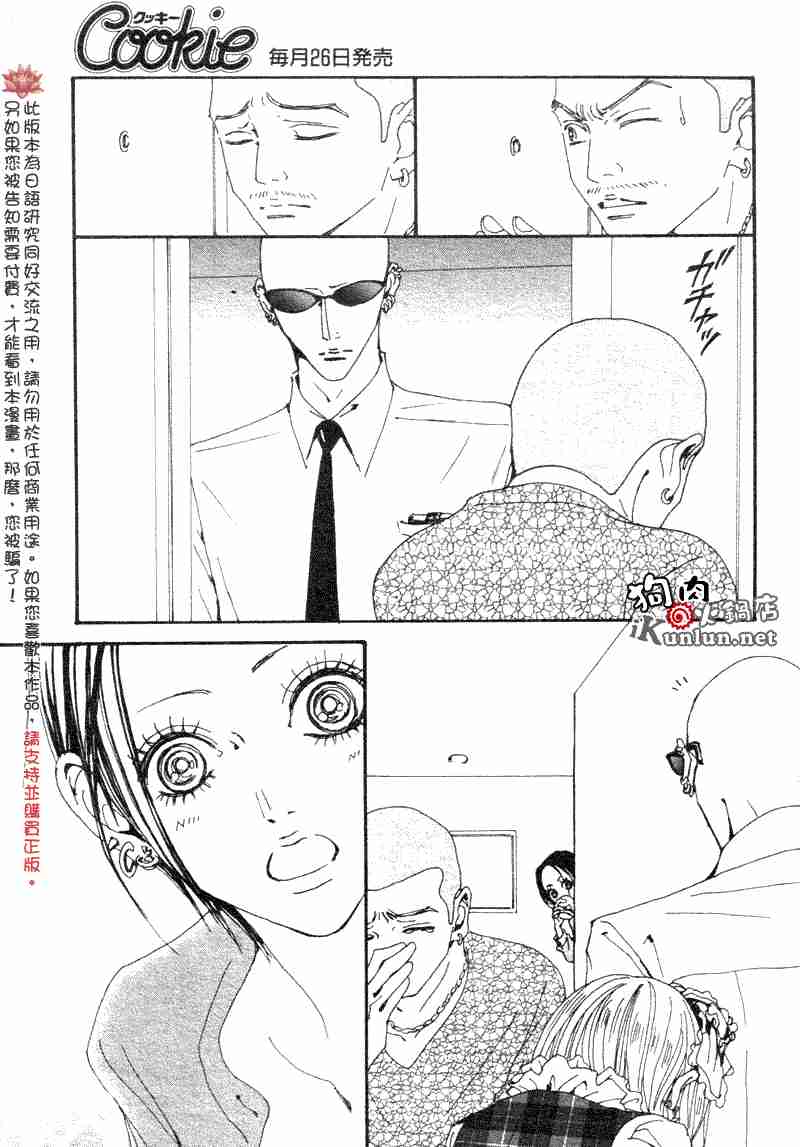 クッキー
Cookie 毎月26日発売
ガチャッ
狗肉
火鍋店
iKunlun.net
此版本為日語研究同好交流之用，請勿用於任何商業用途。如果您喜歡本作品，請支持並購買正版。
另如果您被告知需要付費，才能看到本漫畫，那麼，您被騙了！